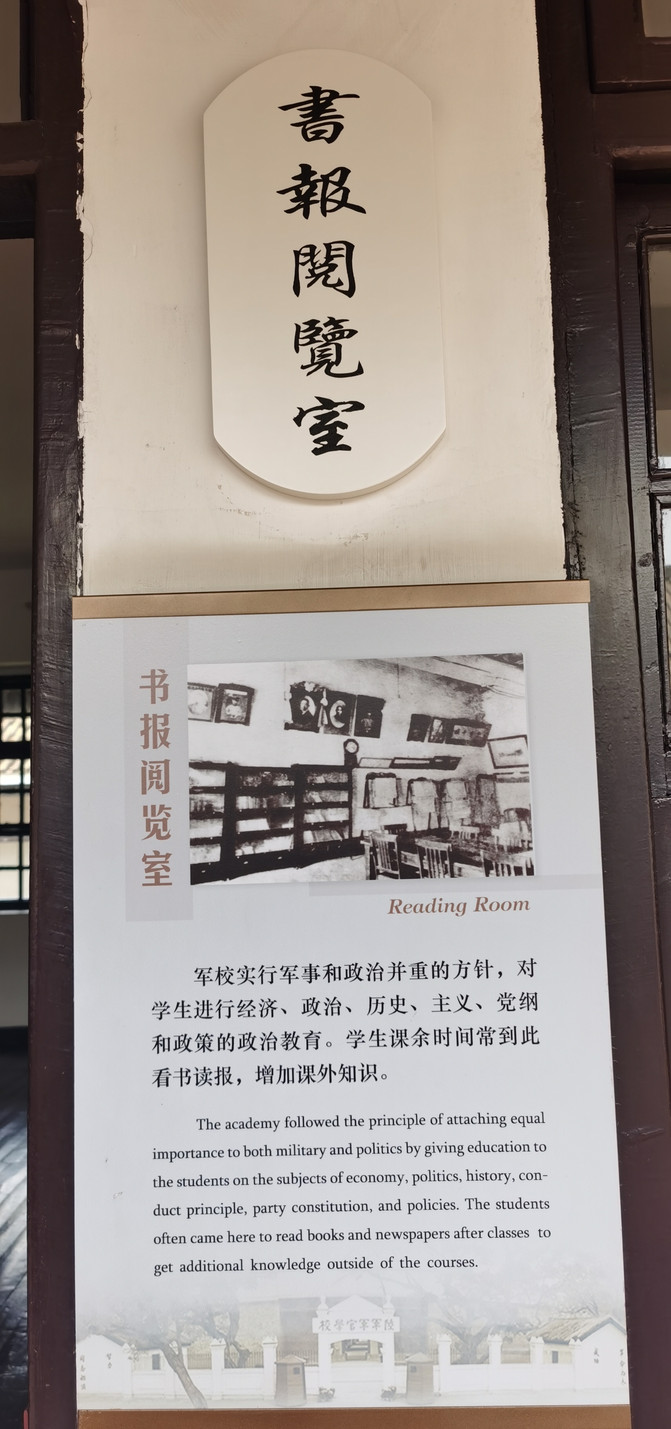 書報閲覽室
书报阅览室
Reading Room
军校实行军事和政治并重的方针，对
学生进行经济、政治、历史、主义、党纲
和政策的政治教育。学生课余时间常到此
看书读报，增加课外知识。
The academy followed the principle of attaching equal
importance to both military and politics by giving education to
the students on the subjects of economy, politics, history, con-
duct principle, party constitution, and policies. The students
often came here to read books and newspapers after classes to
get additional knowledge outside of the courses.
校學官軍軍陸